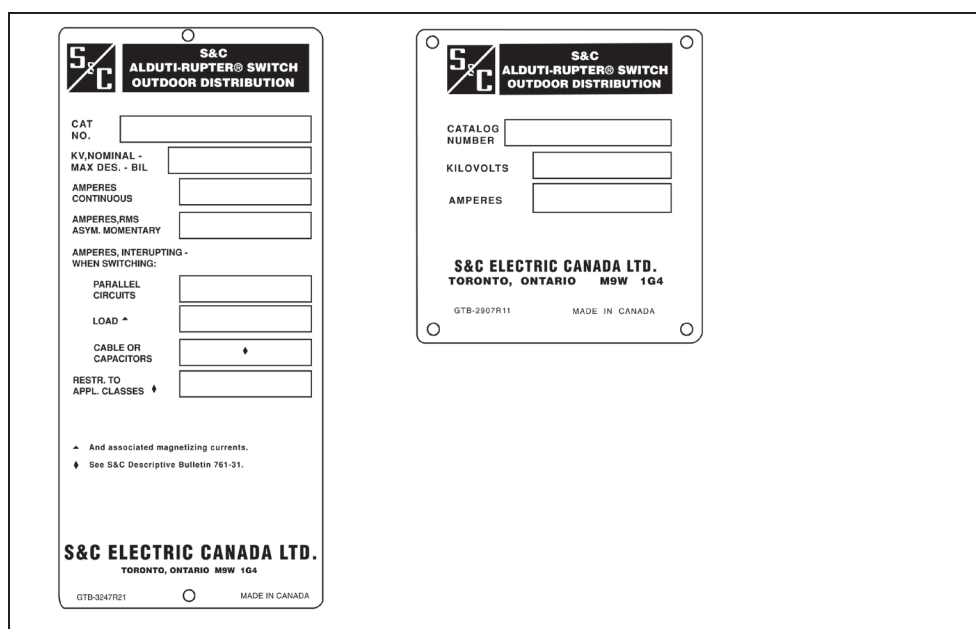 S&C
S&C
ALDUTI-RUPTER® SWITCH
OUTDOOR DISTRIBUTION
CAT
NO.
KV,NOMINAL -
MAX DES. - BIL
AMPERES
CONTINUOUS
AMPERES,RMS
ASYM. MOMENTARY
AMPERES, INTERUPTING -
WHEN SWITCHING:
PARALLEL
CIRCUITS
LOAD
CABLE OR
CAPACITORS
RESTR. TO
APPL. CLASSES ♦
And associated magnetizing currents.
♦ See S&C Descriptive Bulletin 761-31.
S&C ELECTRIC CANADA LTD.
TORONTO, ONTARIO M9W 1G4
GTB-3247R21 MADE IN CANADA
S&C
S&C
ALDUTI-RUPTER® SWITCH
OUTDOOR DISTRIBUTION
CATALOG
NUMBER
KILOVOLTS
AMPERES
S&C ELECTRIC CANADA LTD.
TORONTO, ONTARIO M9W 1G4
GTB-2907R11 MADE IN CANADA